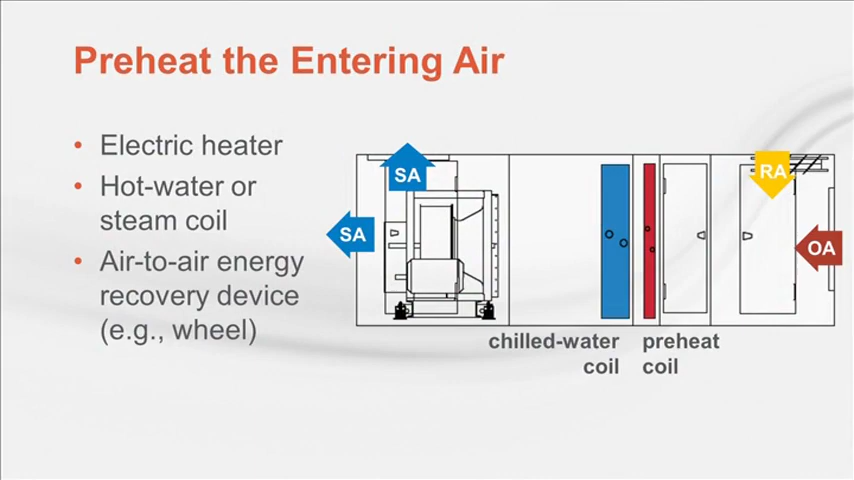 Preheat the Entering Air
• Electric heater
• Hot-water or
steam coil
• Air-to-air energy
recovery device
(e.g., wheel)
SA
SA
RA
OA
chilled-water
coil
preheat
coil